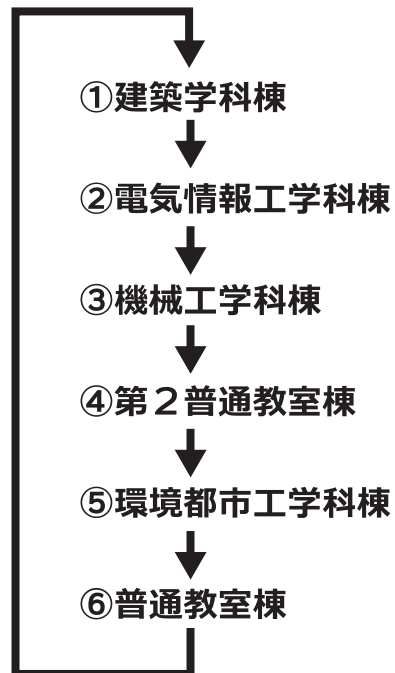 ①建築学科棟
②電気情報工学科棟
③機械工学科棟
④第２普通教室棟
⑤環境都市工学科棟
⑥普通教室棟